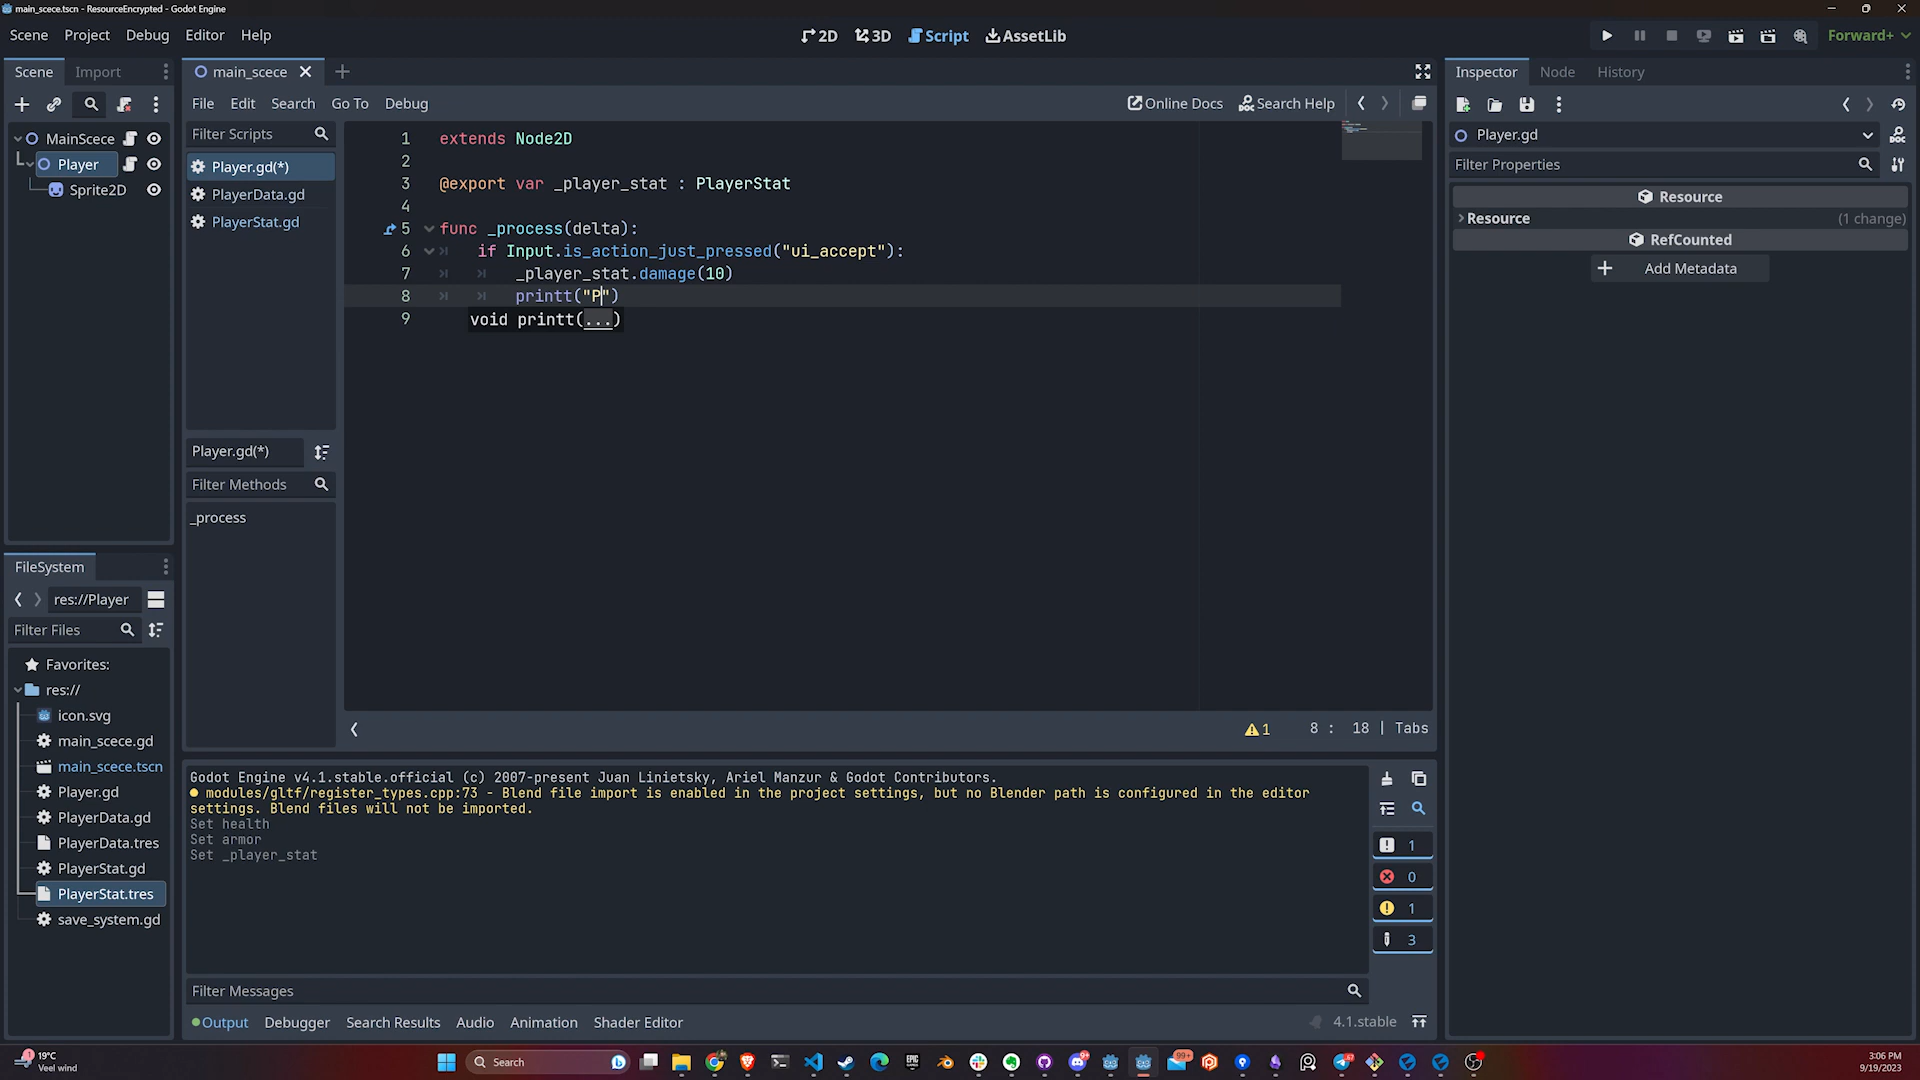 main_scece.tscn - ResourceEncrypted - Godot Engine
Scene Project Debug Editor Help
2D 3D Script AssetLib
Forward+
Scene Import
main_scece
Inspector Node History
File Edit Search Go To Debug
Online Docs Search Help
Filter Scripts
Player.gd(*)
PlayerData.gd
PlayerStat.gd
MainScece
Player
Sprite2D
1 extends Node2D
2
3 @export var _player_stat : PlayerStat
4
5 func _process(delta):
6 if Input.is_action_just_pressed("ui_accept"):
7 _player_stat.damage(10)
8 printt("P")
9 void printt(...)
Player.gd
Filter Properties
Resource
Resource (1 change)
RefCounted
Add Metadata
Player.gd(*)
Filter Methods
_process
FileSystem
res://Player
Filter Files
Favorites:
res://
icon.svg
main_scece.gd
main_scece.tscn
Player.gd
PlayerData.gd
PlayerData.tres
PlayerStat.gd
PlayerStat.tres
save_system.gd
1 8 : 18 | Tabs
Godot Engine v4.1.stable.official (c) 2007-present Juan Linietsky, Ariel Manzur & Godot Contributors.
modules/gltf/register_types.cpp:73 - Blend file import is enabled in the project settings, but no Blender path is configured in the editor
settings. Blend files will not be imported.
Set health
Set armor
Set _player_stat
1
0
1
3
Filter Messages
Output Debugger Search Results Audio Animation Shader Editor
4.1.stable
1
19°C
Veel wind
Search
EPIC
99+
3:06 PM
9/19/2023